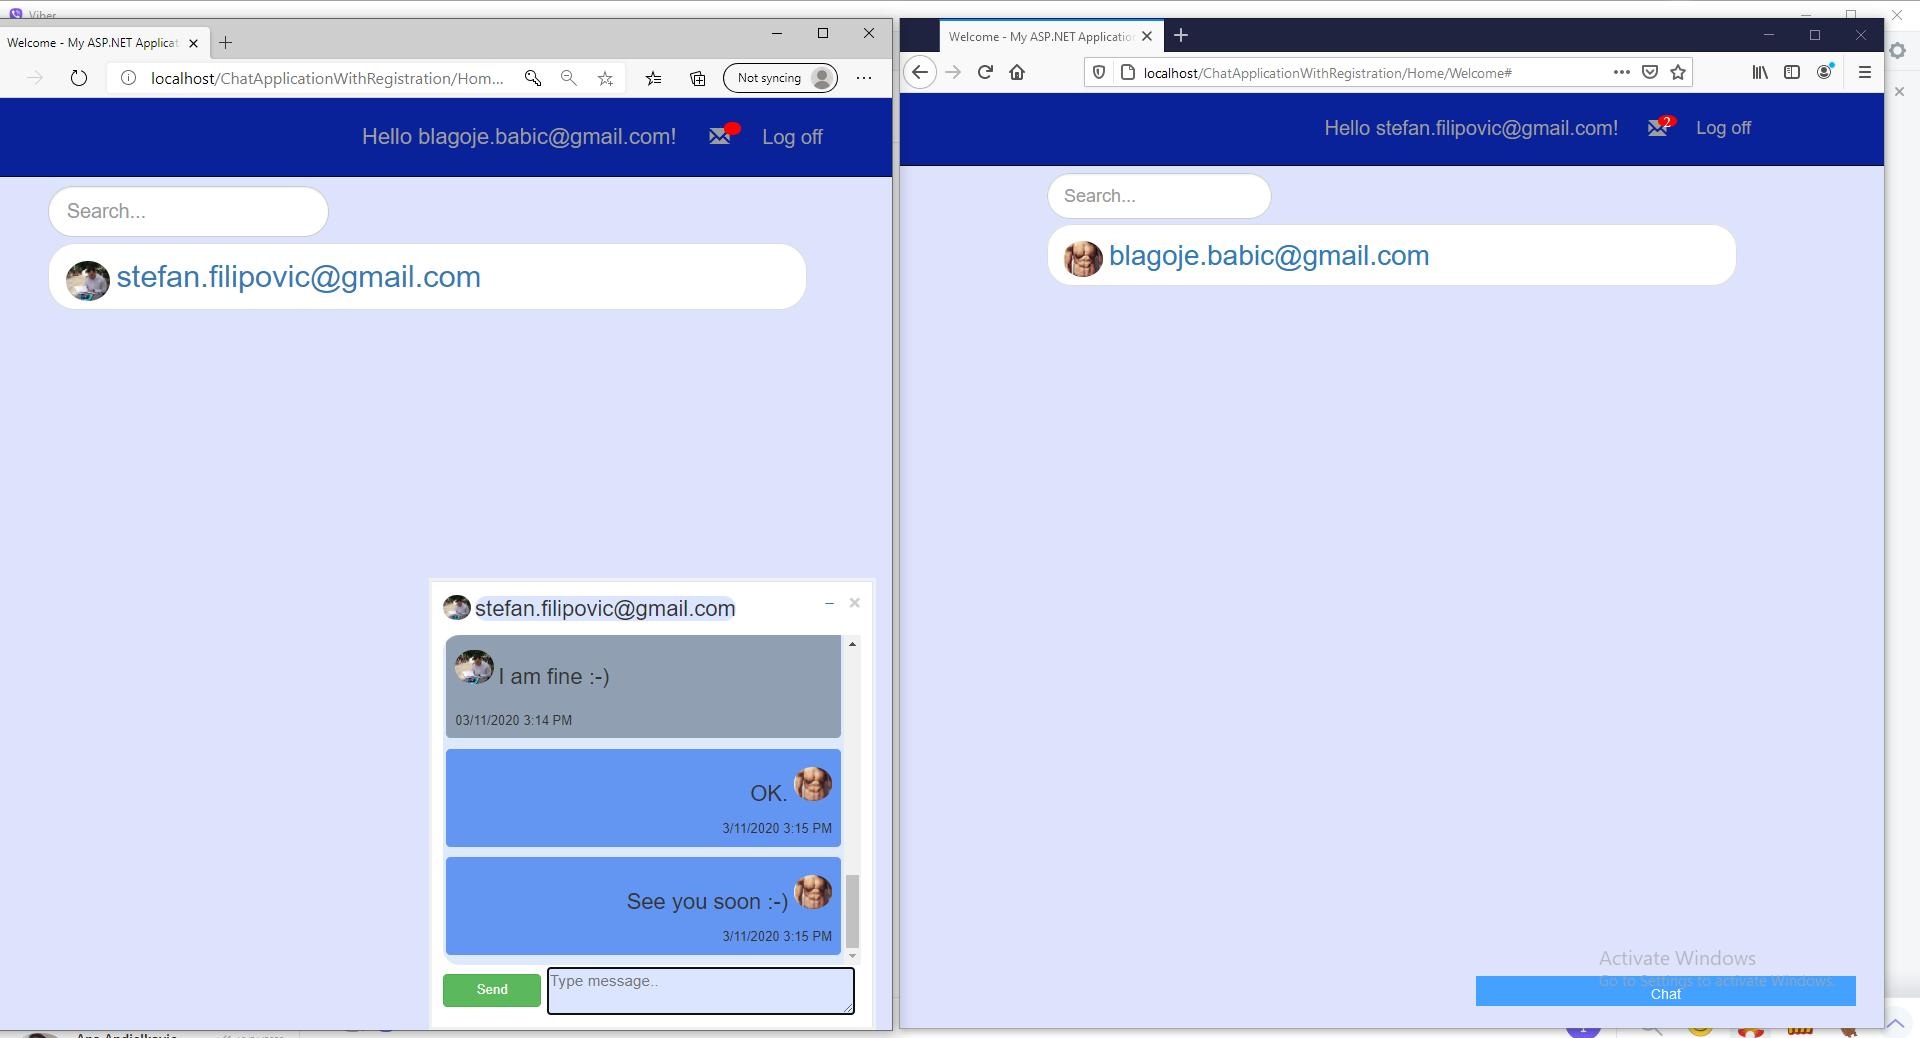 Viber
Welcome - My ASP.NET Applicat
localhost/ChatApplicationWithRegistration/Hom...
Not syncing
Hello blagoje.babic@gmail.com!
Log off
Search...
stefan.filipovic@gmail.com
stefan.filipovic@gmail.com
I am fine :-)
03/11/2020 3:14 PM
OK.
3/11/2020 3:15 PM
See you soon :-)
3/11/2020 3:15 PM
Send
Type message..
Welcome - My ASP.NET Applicatio
localhost/ChatApplicationWithRegistration/Home/Welcome#
Hello stefan.filipovic@gmail.com!
2
Log off
Search...
blagoje.babic@gmail.com
Activate Windows
Go to Settings to activate Windows.
Chat